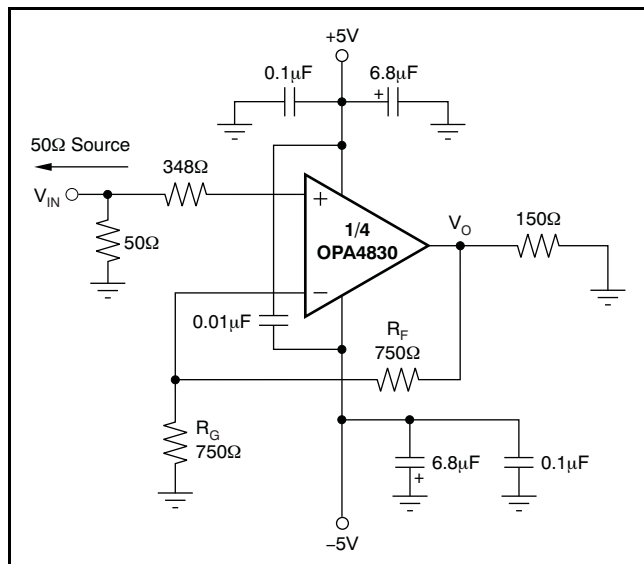 +5V
0.1μF
6.8μF
+
50Ω Source
348Ω
V_IN
50Ω
+
1/4
OPA4830
V_O
150Ω
−
0.01μF
R_F
750Ω
R_G
750Ω
6.8μF
+
0.1μF
−5V